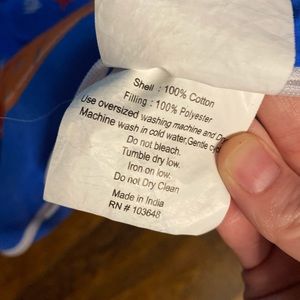 Shell : 100% Cotton
Filling : 100% Polyester
Use oversized washing machine and
Machine wash in cold water,Gentle
Do not bleach.
Tumble dry low.
Iron on low.
Do not Dry Clean
Made in India
RN # 103648